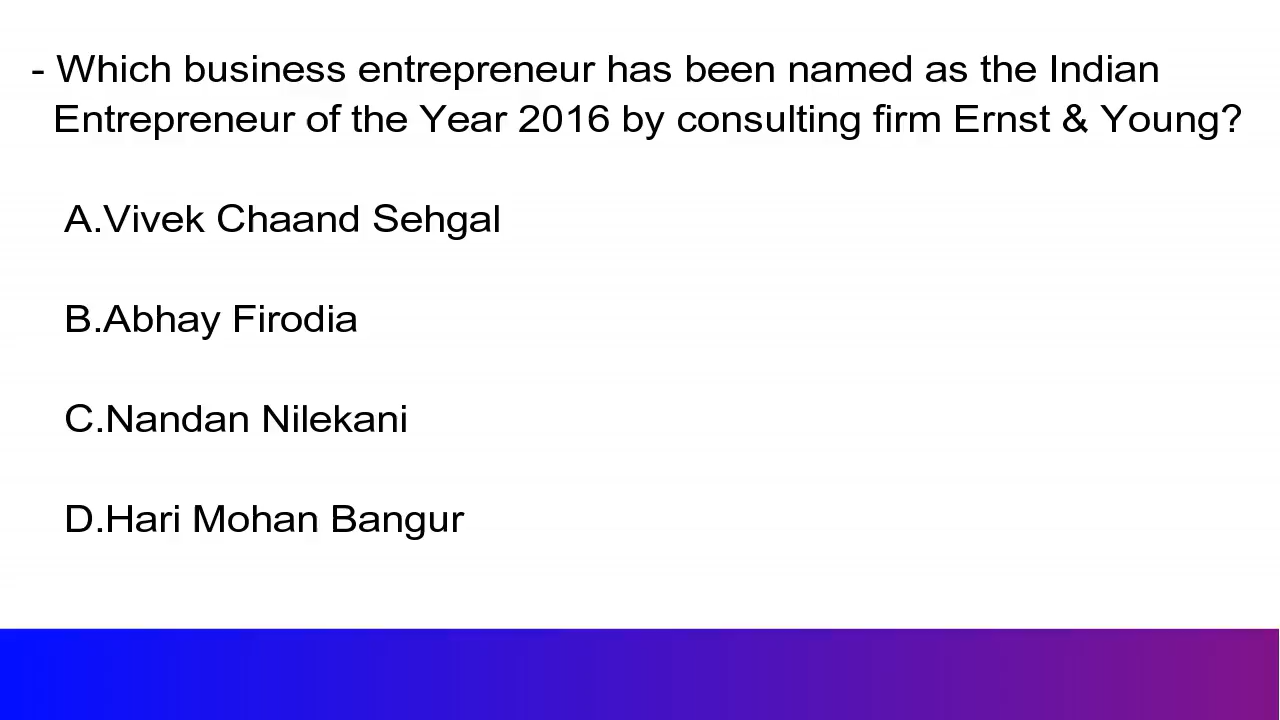 - Which business entrepreneur has been named as the Indian
Entrepreneur of the Year 2016 by consulting firm Ernst & Young?
A.Vivek Chaand Sehgal
B.Abhay Firodia
C.Nandan Nilekani
D.Hari Mohan Bangur